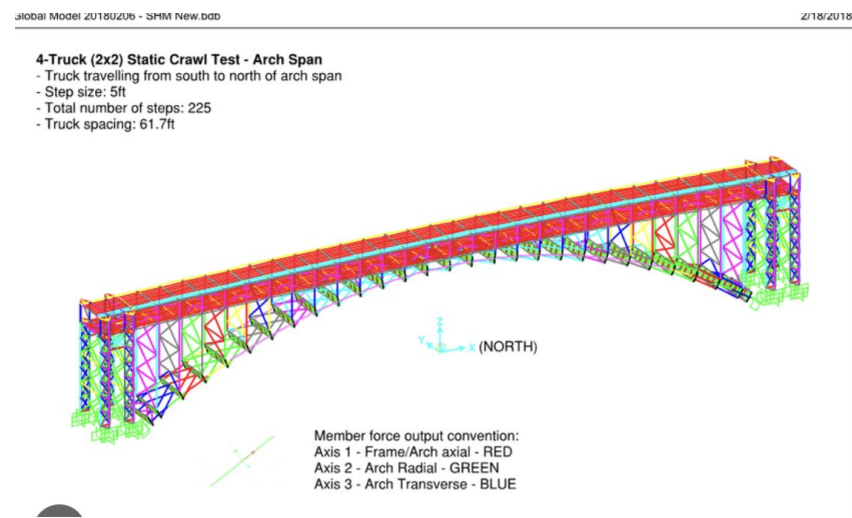 Global Model 20180206 - SHM New.bdb 2/18/2018
4-Truck (2x2) Static Crawl Test - Arch Span
- Truck travelling from south to north of arch span
- Step size: 5ft
- Total number of steps: 225
- Truck spacing: 61.7ft
Z
Y X (NORTH)
Member force output convention:
Axis 1 - Frame/Arch axial - RED
Axis 2 - Arch Radial - GREEN
Axis 3 - Arch Transverse - BLUE